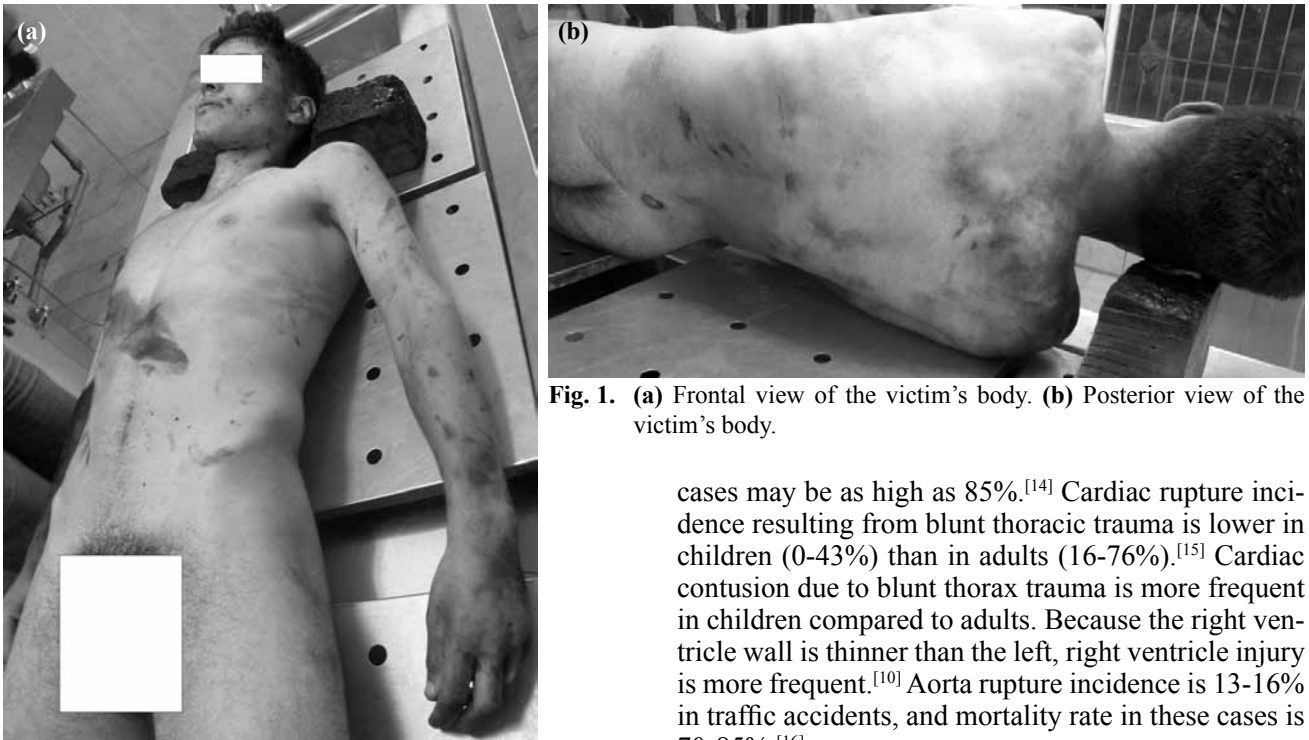 (a)
(b)
Fig. 1. (a) Frontal view of the victim's body. (b) Posterior view of the
victim's body.
cases may be as high as 85%.[14] Cardiac rupture inci-
dence resulting from blunt thoracic trauma is lower in
children (0-43%) than in adults (16-76%).[15] Cardiac
contusion due to blunt thorax trauma is more frequent
in children compared to adults. Because the right ven-
tricle wall is thinner than the left, right ventricle injury
is more frequent.[10] Aorta rupture incidence is 13-16%
in traffic accidents, and mortality rate in these cases is